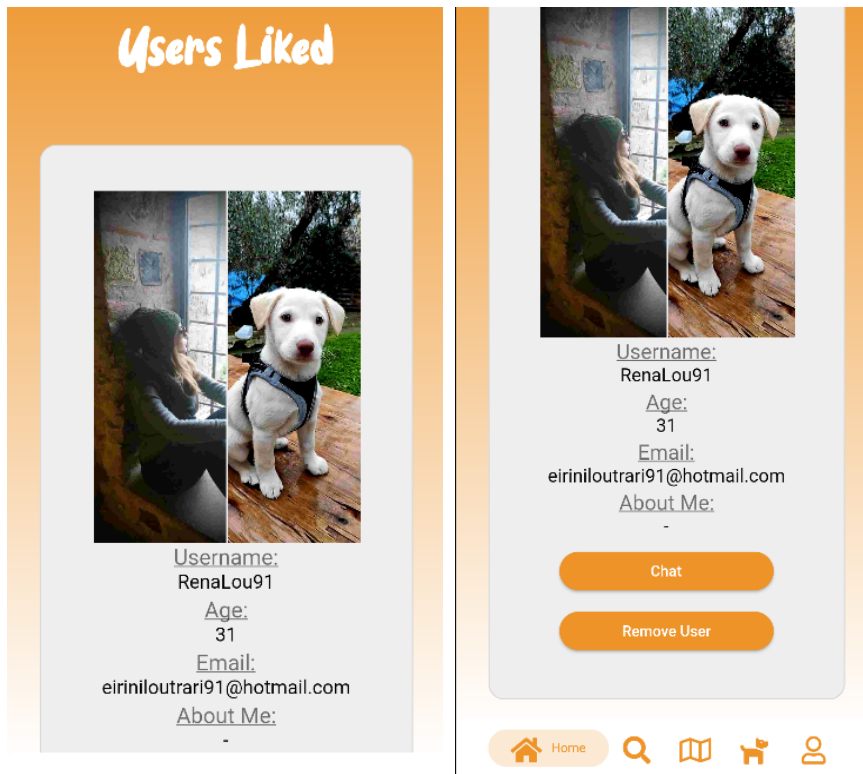 Users Liked
Username:
RenaLou91
Age:
31
Email:
eiriniloutrari91@hotmail.com
About Me:
-
Username:
RenaLou91
Age:
31
Email:
eiriniloutrari91@hotmail.com
About Me:
-
Chat
Remove User
Home